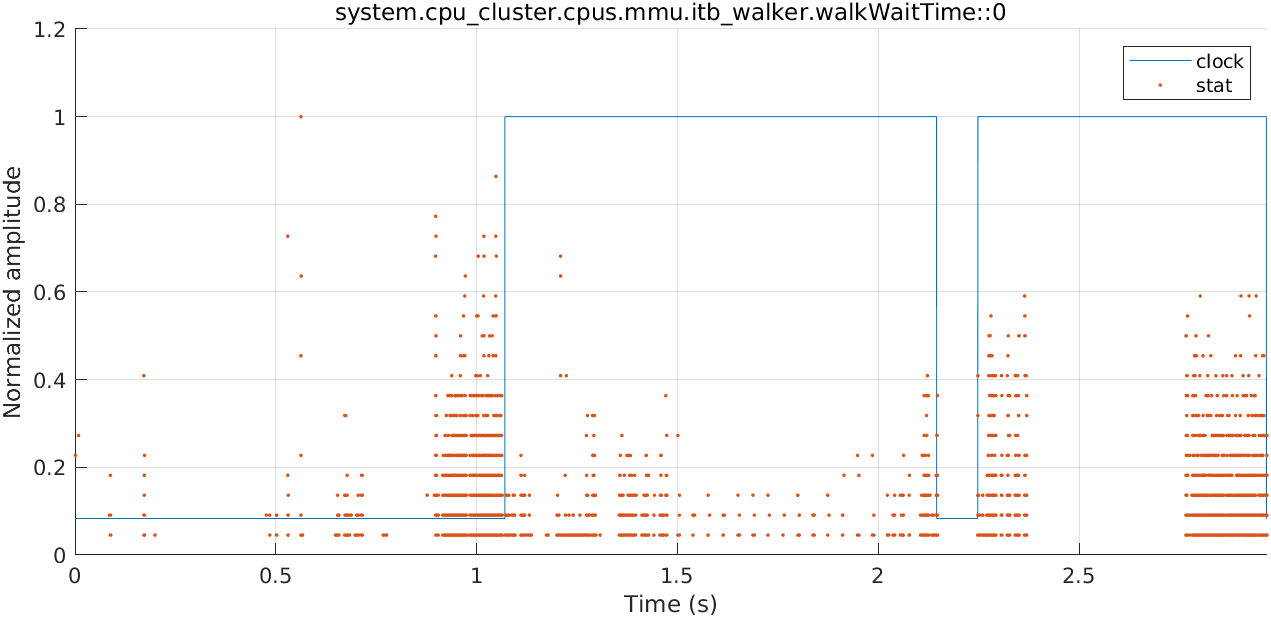 system.cpu_cluster.cpus.mmu.itb_walker.walkWaitTime::0
1.2
1
0.8
0.6
0.4
0.2
0
Normalized amplitude
clock
stat
0
0.5
1
1.5
2
2.5
Time (s)